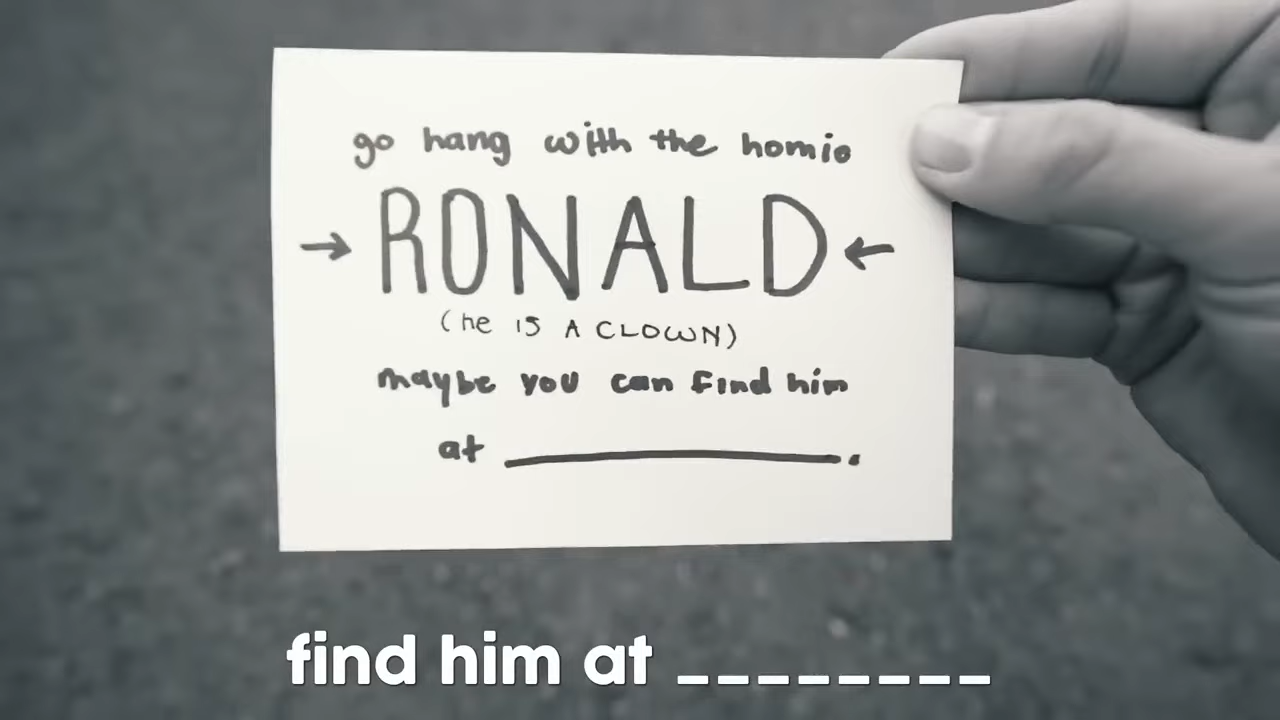 go hang with the homie
→ RONALD ←
(he IS A CLOWN)
maybe you can find him
at __________.
find him at ________